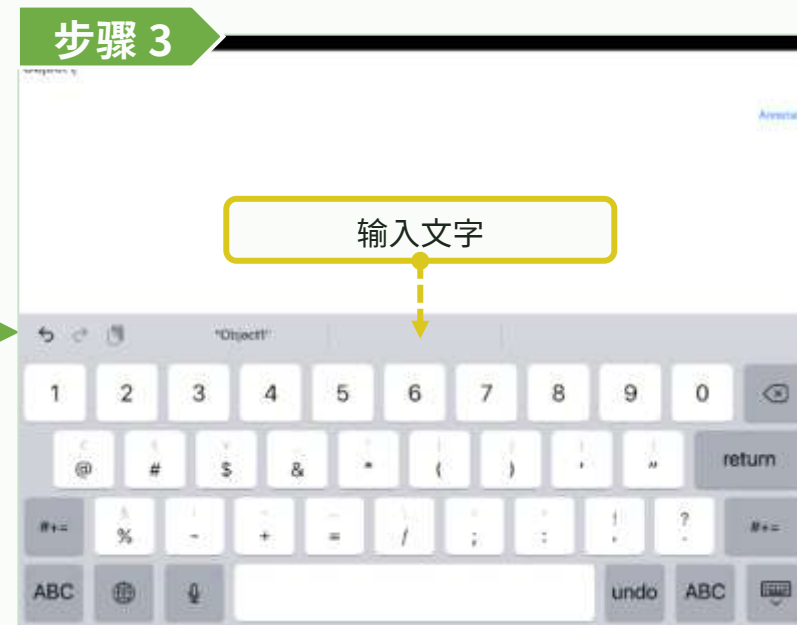 步骤 3
输入文字
"Object1"
1 2 3 4 5 6 7 8 9 0
@ # $ & * ( ) ' " return
#+= % - + = / ; : ! , ? . #+=
ABC undo ABC